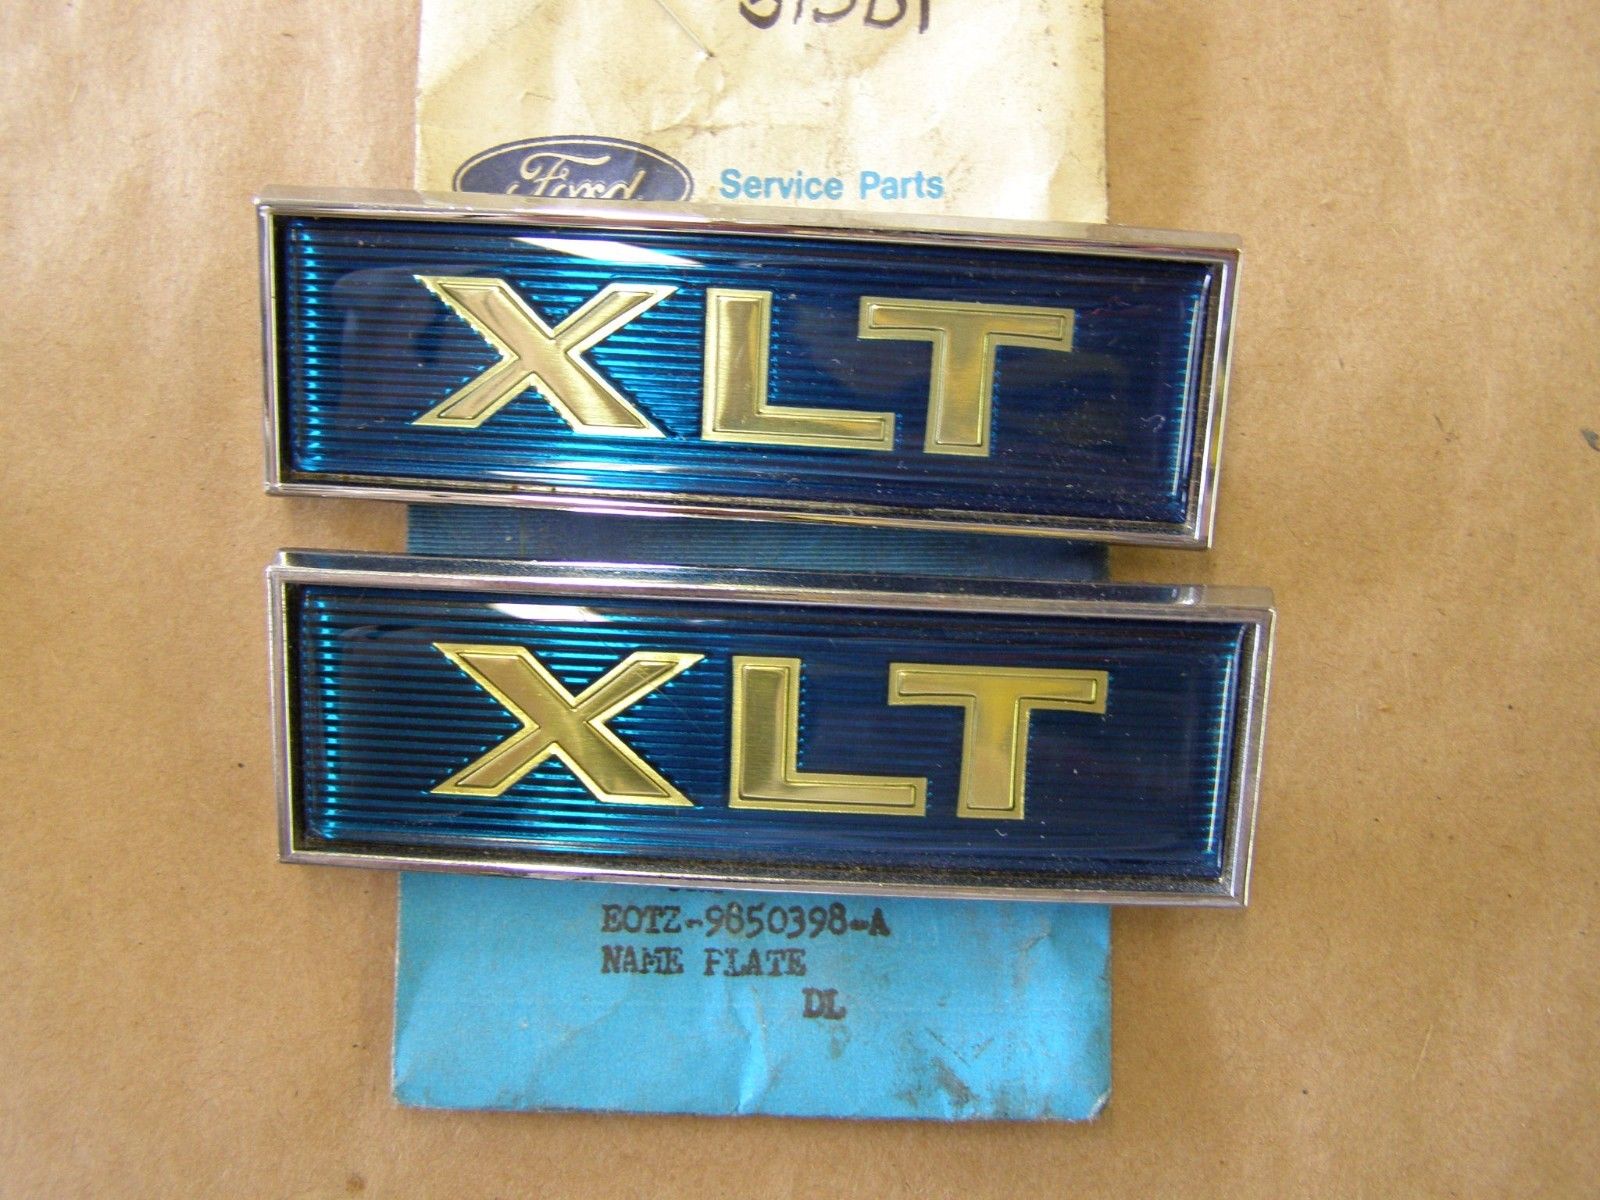 Ford Service Parts
XLT
XLT
EOTZ-9850398-A
NAME PLATE
DL